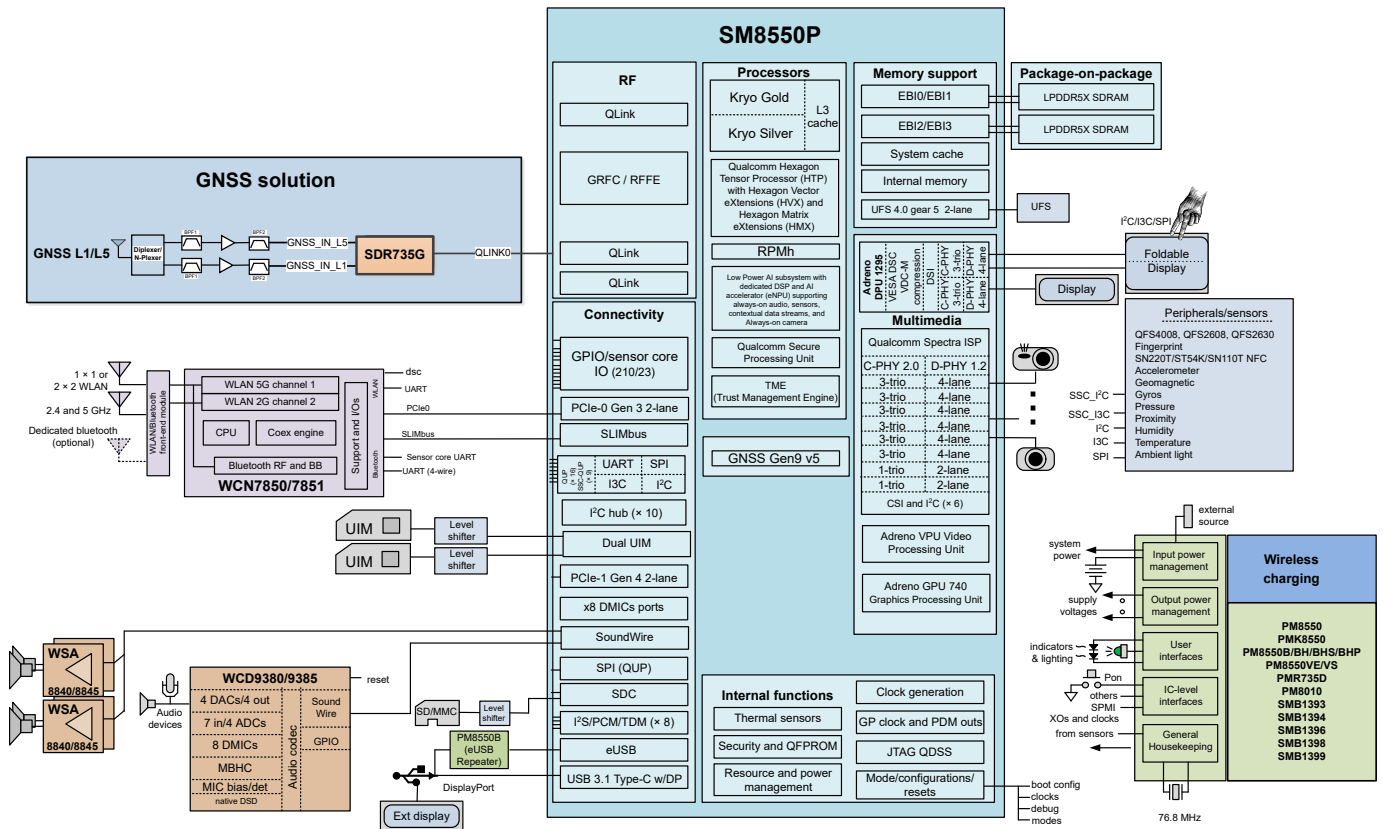 SM8550P
GNSS solution
GNSS L1/L5
Diplexer/
N-Plexer
BPF1
BPF2
GNSS_IN_L5
BPF1
BPF2
GNSS_IN_L1
SDR735G
QLINK0
RF
QLink
GRFC / RFFE
QLink
QLink
Connectivity
GPIO/sensor core
IO (210/23)
PCIe-0 Gen 3 2-lane
SLIMbus
QUP
(× 16)
SSC-QUP
(× 9)
UART
SPI
I3C
I²C
I²C hub (× 10)
Dual UIM
PCIe-1 Gen 4 2-lane
x8 DMICs ports
SoundWire
SPI (QUP)
SDC
I²S/PCM/TDM (× 8)
eUSB
USB 3.1 Type-C w/DP
Processors
Kryo Gold
Kryo Silver
L3
cache
Qualcomm Hexagon
Tensor Processor (HTP)
with Hexagon Vector
eXtensions (HVX) and
Hexagon Matrix
eXtensions (HMX)
RPMh
Low Power AI subsystem with
dedicated DSP and AI
accelerator (eNPU) supporting
always-on audio, sensors,
contextual data streams, and
Always-on camera
Qualcomm Secure
Processing Unit
TME
(Trust Management Engine)
GNSS Gen9 v5
Memory support
EBI0/EBI1
EBI2/EBI3
System cache
Internal memory
UFS 4.0 gear 5 2-lane
Package-on-package
LPDDR5X SDRAM
LPDDR5X SDRAM
UFS
Adreno
DPU 1295
VESA DSC
VDC-M
compression
DSI
C-PHY
3-trio
C-PHY
3-trio
D-PHY
4-lane
D-PHY
4-lane
I²C/I3C/SPI
Foldable
Display
Display
Multimedia
Qualcomm Spectra ISP
C-PHY 2.0
D-PHY 1.2
3-trio
4-lane
3-trio
4-lane
3-trio
4-lane
3-trio
4-lane
3-trio
4-lane
3-trio
4-lane
1-trio
2-lane
1-trio
2-lane
CSI and I²C (× 6)
Adreno VPU Video
Processing Unit
Adreno GPU 740
Graphics Processing Unit
Peripherals/sensors
QFS4008, QFS2608, QFS2630
Fingerprint
SN220T/ST54K/SN110T NFC
Accelerometer
Geomagnetic
Gyros
Pressure
Proximity
Humidity
Temperature
Ambient light
SSC_I²C
SSC_I3C
I²C
I3C
SPI
1 × 1 or
2 × 2 WLAN
2.4 and 5 GHz
Dedicated bluetooth
(optional)
WLAN/Bluetooth
front-end module
WLAN 5G channel 1
WLAN 2G channel 2
CPU
Coex engine
Bluetooth RF and BB
Support and I/Os
WLAN
Bluetooth
WCN7850/7851
dsc
UART
PCIe0
SLIMbus
Sensor core UART
UART (4-wire)
UIM
Level
shifter
UIM
Level
shifter
WSA
8840/8845
WSA
8840/8845
Audio
devices
WCD9380/9385
4 DACs/4 out
7 in/4 ADCs
8 DMICs
MBHC
MIC bias/det
native DSD
Audio codec
Sound
Wire
GPIO
reset
SD/MMC
Level
shifter
PM8550B
(eUSB
Repeater)
DisplayPort
Ext display
Internal functions
Thermal sensors
Security and QFPROM
Resource and power
management
Clock generation
GP clock and PDM outs
JTAG QDSS
Mode/configurations/
resets
boot config
clocks
debug
modes
external
source
system
power
supply
voltages
indicators
& lighting
Pon
others
SPMI
XOs and clocks
from sensors
Input power
management
Output power
management
User
interfaces
IC-level
interfaces
General
Housekeeping
76.8 MHz
Wireless
charging
PM8550
PMK8550
PM8550B/BH/BHS/BHP
PM8550VE/VS
PMR735D
PM8010
SMB1393
SMB1394
SMB1396
SMB1398
SMB1399